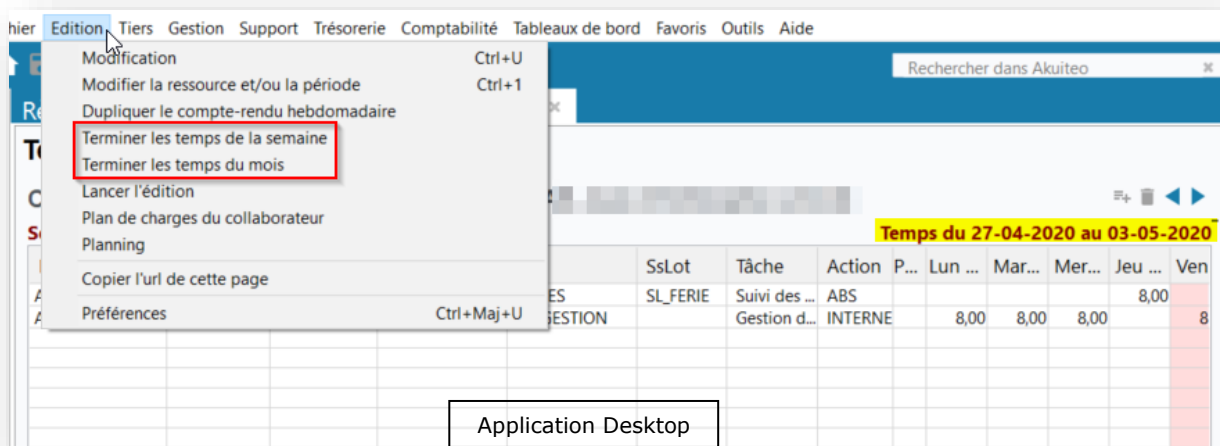 hier Edition Tiers Gestion Support Trésorerie Comptabilité Tableaux de bord Favoris Outils Aide
Modification Ctrl+U
Rechercher dans Akuiteo
Modifier la ressource et/ou la période Ctrl+1
Dupliquer le compte-rendu hebdomadaire
Terminer les temps de la semaine
Terminer les temps du mois
Lancer l'édition
Plan de charges du collaborateur
Temps du 27-04-2020 au 03-05-2020
Planning
SsLot Tâche Action P... Lun ... Mar... Mer... Jeu ... Ven
Copier l'url de cette page
ES SL_FERIE Suivi des ... ABS 8,00
Préférences Ctrl+Maj+U
GESTION Gestion d... INTERNE 8,00 8,00 8,00 8
Application Desktop